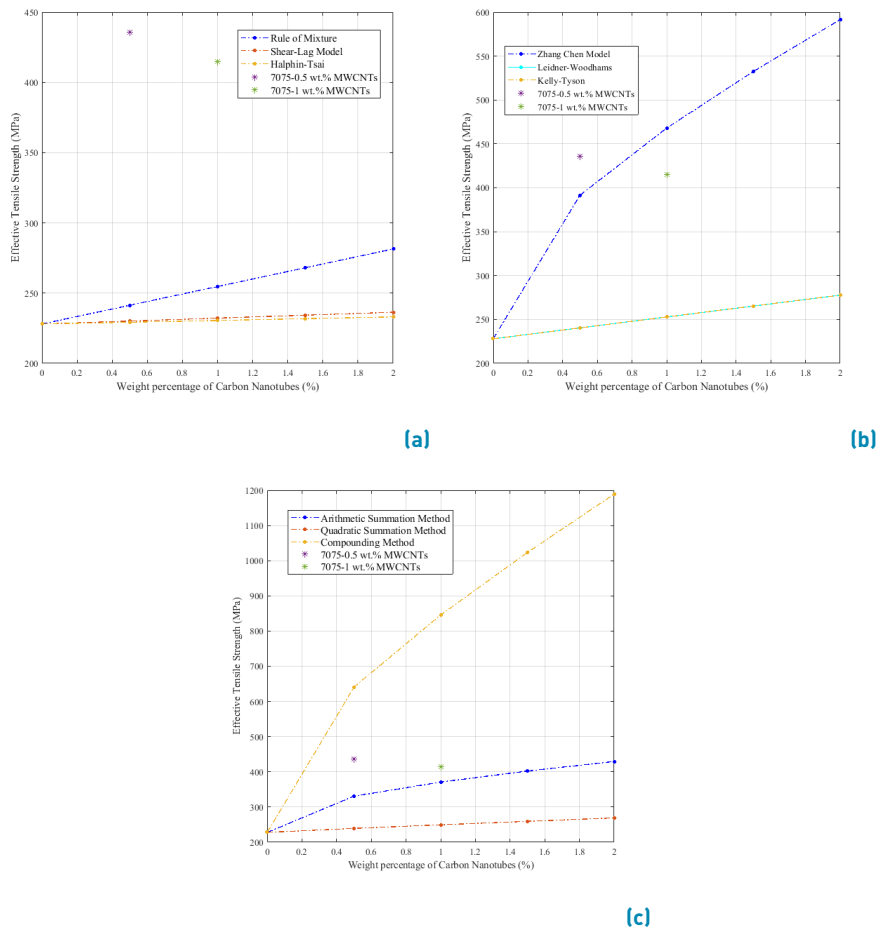 450
400
350
300
250
200
Effective Tensile Strength (MPa)
Rule of Mixture
Shear-Lag Model
Halphin-Tsai
7075-0.5 wt.% MWCNTs
7075-1 wt.% MWCNTs
0 0.2 0.4 0.6 0.8 1 1.2 1.4 1.6 1.8 2
Weight percentage of Carbon Nanotubes (%)
(a)
600
550
500
450
400
350
300
250
200
Effective Tensile Strength (MPa)
Zhang Chen Model
Leidner-Woodhams
Kelly-Tyson
7075-0.5 wt.% MWCNTs
7075-1 wt.% MWCNTs
0 0.2 0.4 0.6 0.8 1 1.2 1.4 1.6 1.8 2
Weight percentage of Carbon Nanotubes (%)
(b)
1200
1100
1000
900
800
700
600
500
400
300
200
Effective Tensile Strength (MPa)
Arithmetic Summation Method
Quadratic Summation Method
Compounding Method
7075-0.5 wt.% MWCNTs
7075-1 wt.% MWCNTs
0 0.2 0.4 0.6 0.8 1 1.2 1.4 1.6 1.8 2
Weight percentage of Carbon Nanotubes (%)
(c)